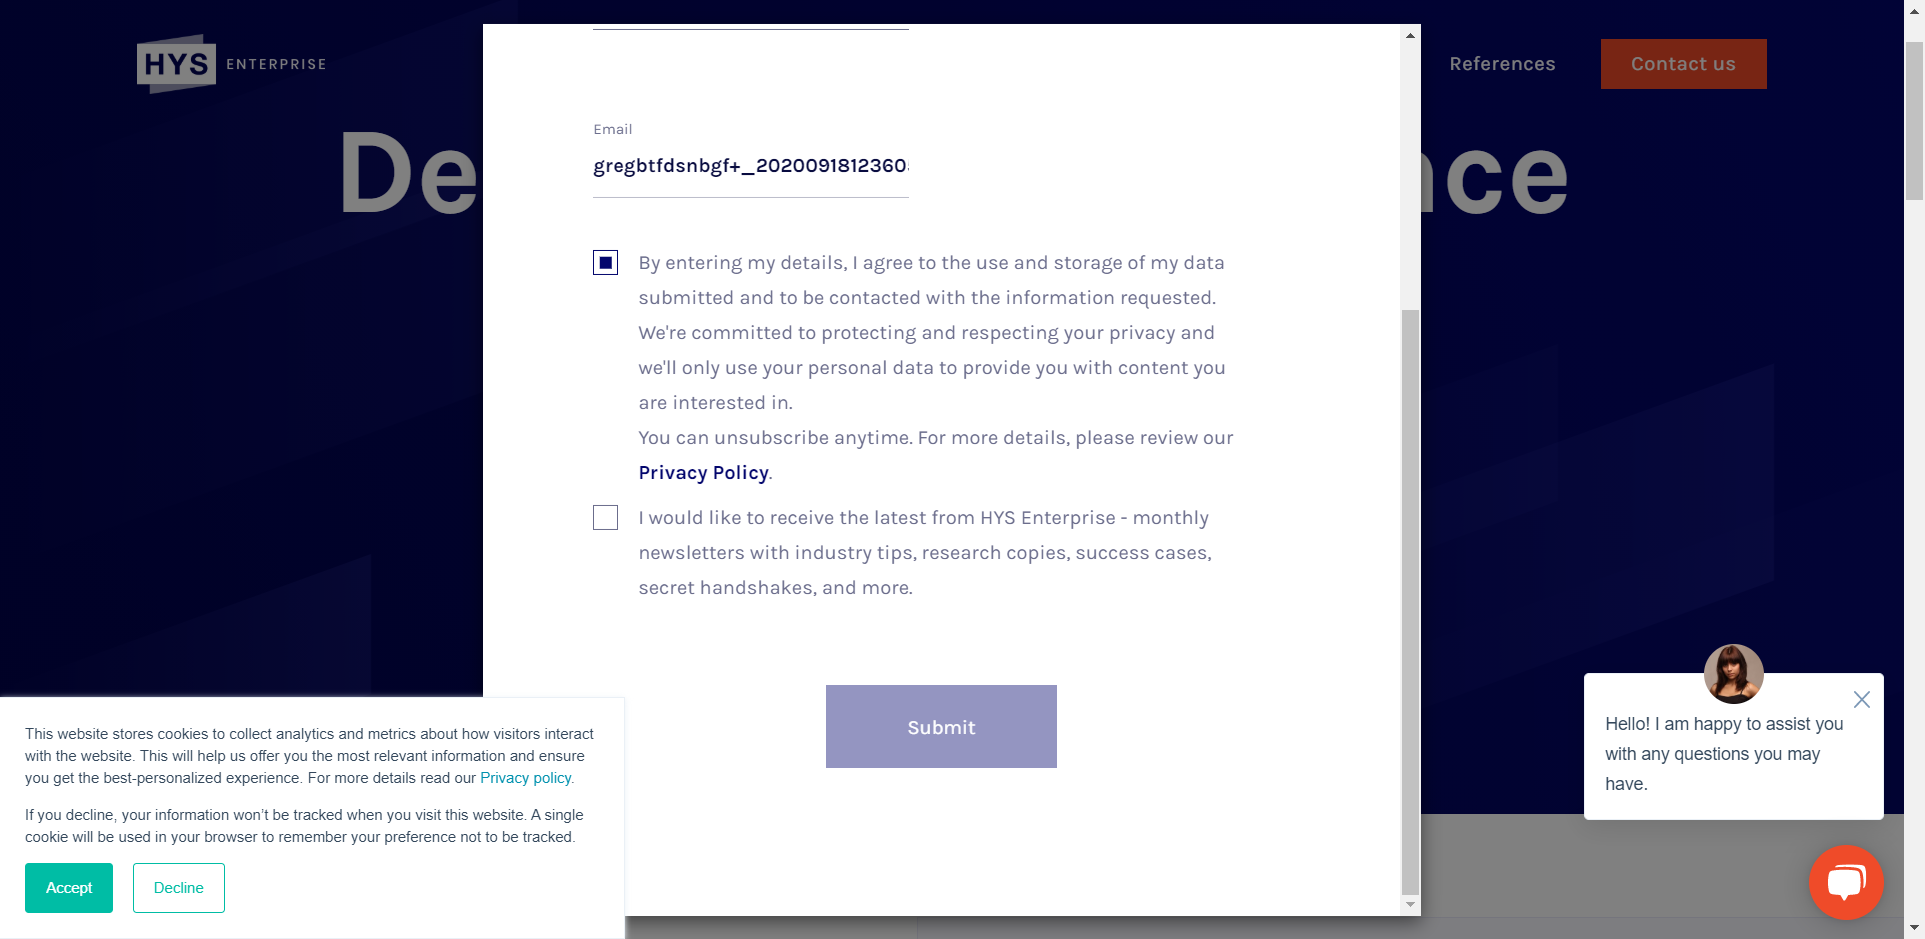 HYS ENTERPRISE
References
Contact us
De
nce
Email
gregbtfdsnbgf+_2020091812360
By entering my details, I agree to the use and storage of my data
submitted and to be contacted with the information requested.
We're committed to protecting and respecting your privacy and
we'll only use your personal data to provide you with content you
are interested in.
You can unsubscribe anytime. For more details, please review our
Privacy Policy.
I would like to receive the latest from HYS Enterprise - monthly
newsletters with industry tips, research copies, success cases,
secret handshakes, and more.
Submit
This website stores cookies to collect analytics and metrics about how visitors interact
with the website. This will help us offer you the most relevant information and ensure
you get the best-personalized experience. For more details read our Privacy policy.
If you decline, your information won’t be tracked when you visit this website. A single
cookie will be used in your browser to remember your preference not to be tracked.
Accept
Decline
Hello! I am happy to assist you
with any questions you may
have.